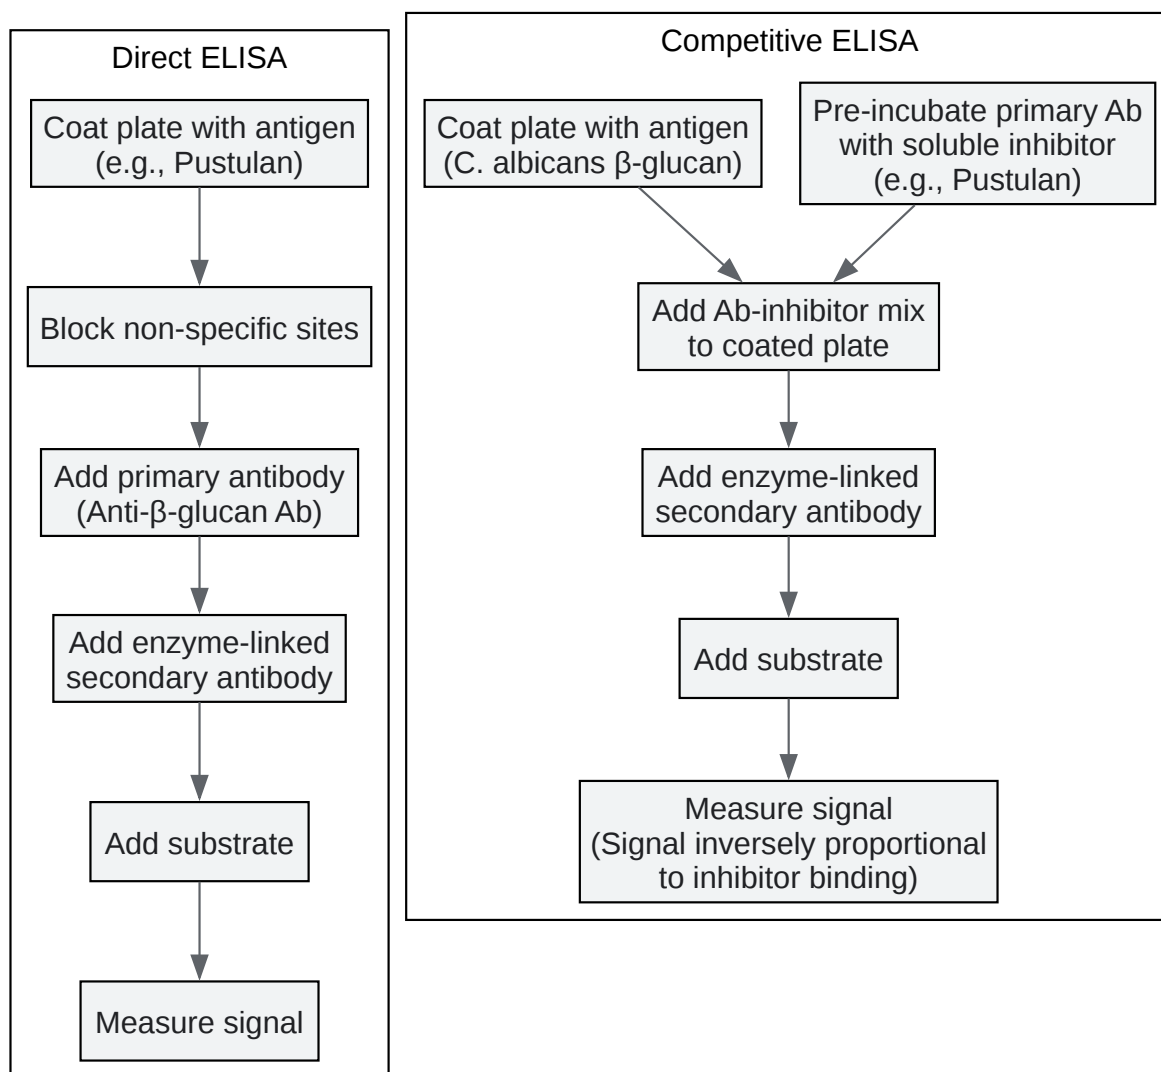 Direct ELISA
Coat plate with antigen
(e.g., Pustulan)
Block non-specific sites
Add primary antibody
(Anti-β-glucan Ab)
Add enzyme-linked
secondary antibody
Add substrate
Measure signal
Competitive ELISA
Coat plate with antigen
(C. albicans β-glucan)
Pre-incubate primary Ab
with soluble inhibitor
(e.g., Pustulan)
Add Ab-inhibitor mix
to coated plate
Add enzyme-linked
secondary antibody
Add substrate
Measure signal
(Signal inversely proportional
to inhibitor binding)